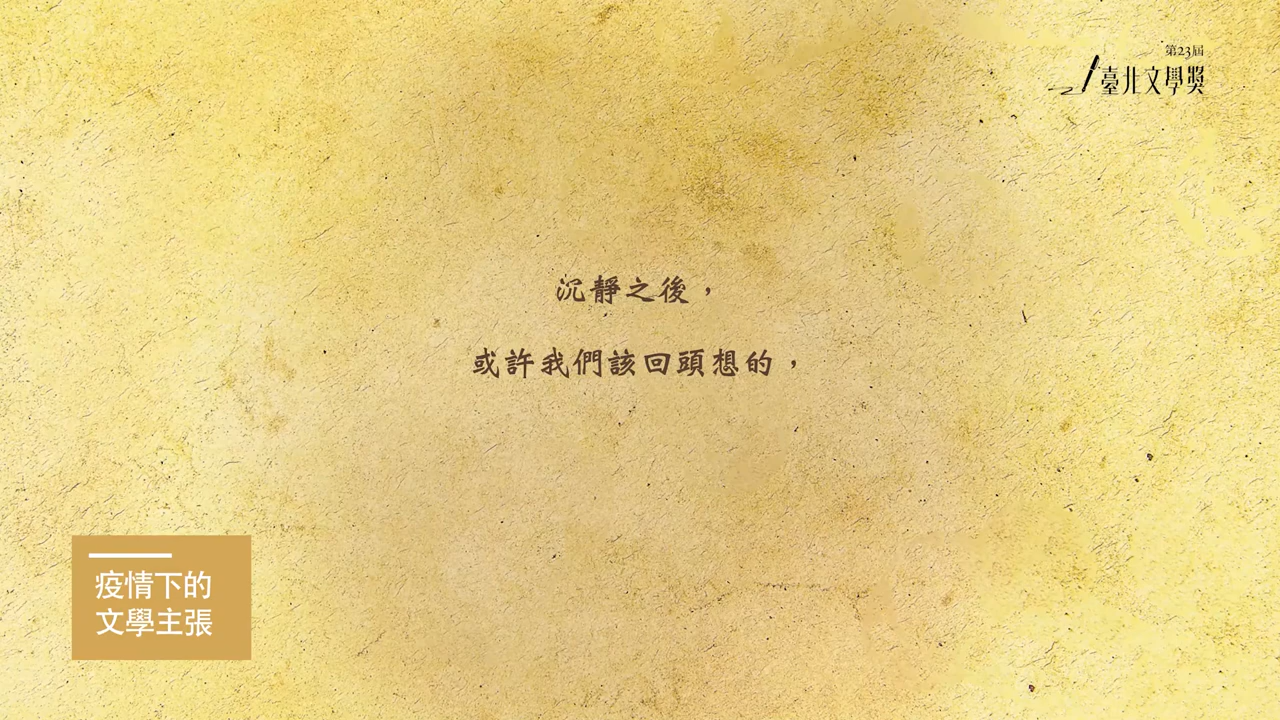 第23屆
臺北文學獎
沉靜之後，
或許我們該回頭想的，
疫情下的
文學主張